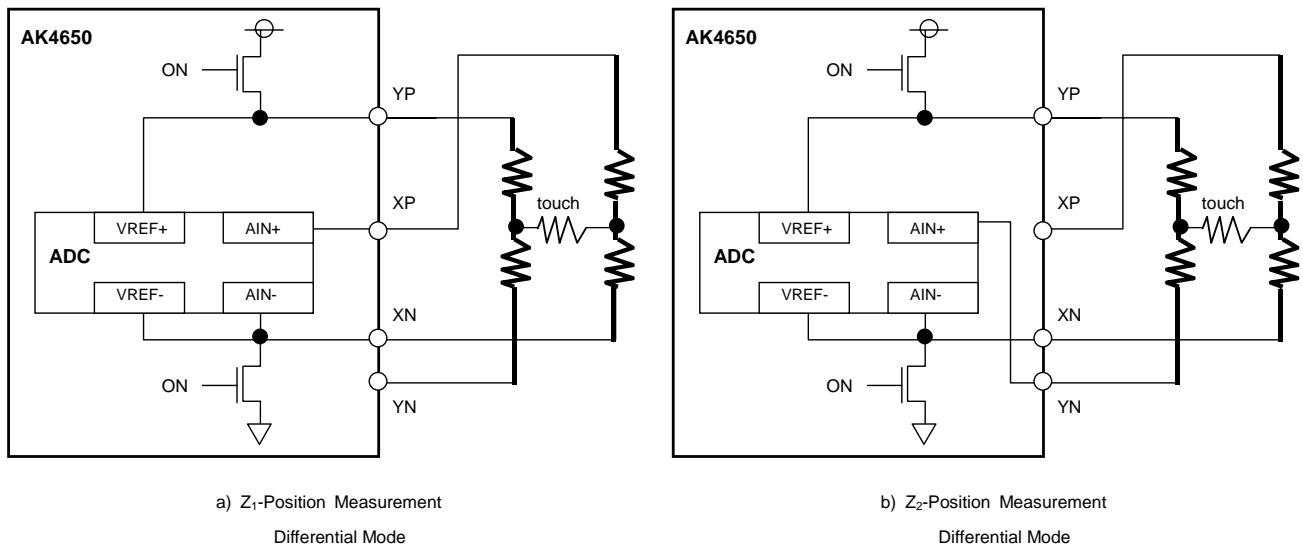 AK4650
ON
YP
XP
touch
VREF+
AIN+
ADC
VREF-
AIN-
XN
ON
YN
a) Z₁-Position Measurement
Differential Mode
AK4650
ON
YP
XP
touch
VREF+
AIN+
ADC
VREF-
AIN-
XN
ON
YN
b) Z₂-Position Measurement
Differential Mode